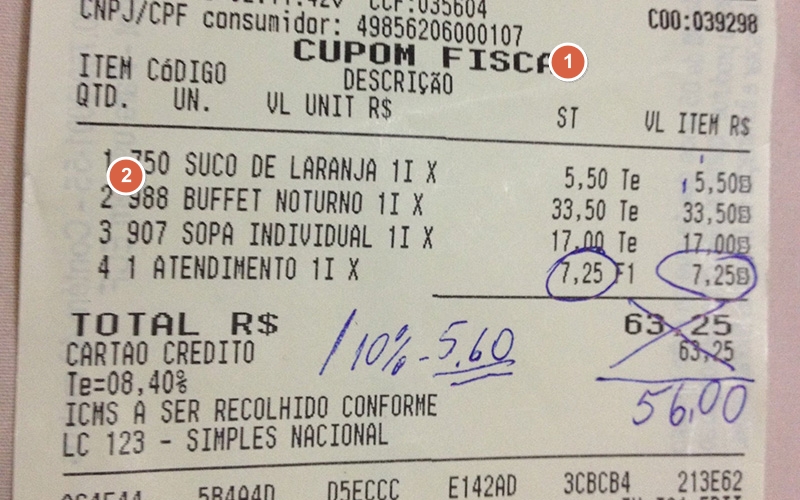 CCF:035604
CNPJ/CPF consumidor: 49856206000107 COO:039298
CUPOM FISCA 1
ITEM CóDIGO DESCRIÇÃO
QTD. UN. VL UNIT R$ ST VL ITEM R$
1 750 SUCO DE LARANJA 1I X 5,50 Te 5,50
2
2 988 BUFFET NOTURNO 1I X 33,50 Te 33,50
3 907 SOPA INDIVIDUAL 1I X 17,00 Te 17,00
4 1 ATENDIMENTO 1I X 7,25 F1 7,25
TOTAL R$ 63,25
CARTAO CREDITO 63,25
10% - 5,60
Te=08,40%
56,00
ICMS A SER RECOLHIDO CONFORME
LC 123 - SIMPLES NACIONAL
5B4A4D D5ECCC E142AD 3CBCB4 213E62